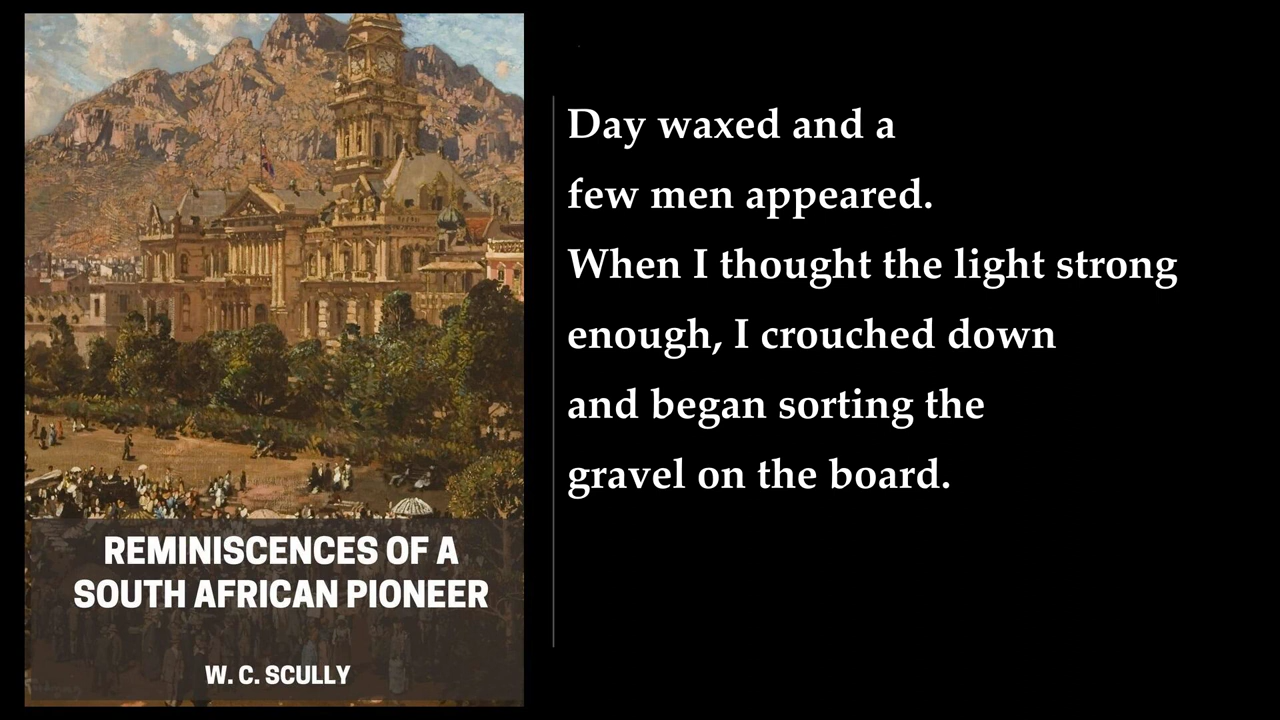 REMINISCENCES OF A
SOUTH AFRICAN PIONEER
W. C. SCULLY
Day waxed and a
few men appeared.
When I thought the light strong
enough, I crouched down
and began sorting the
gravel on the board.